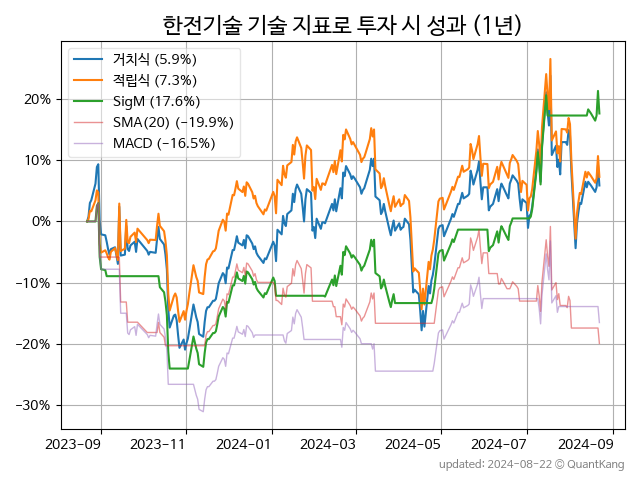 한전기술 기술 지표로 투자 시 성과 (1년)
거치식 (5.9%)
적립식 (7.3%)
SigM (17.6%)
SMA(20) (−19.9%)
MACD (−16.5%)
20%
10%
0%
−10%
−20%
−30%
2023-09 2023-11 2024-01 2024-03 2024-05 2024-07 2024-09
updated: 2024-08-22 ⓒ QuantKang